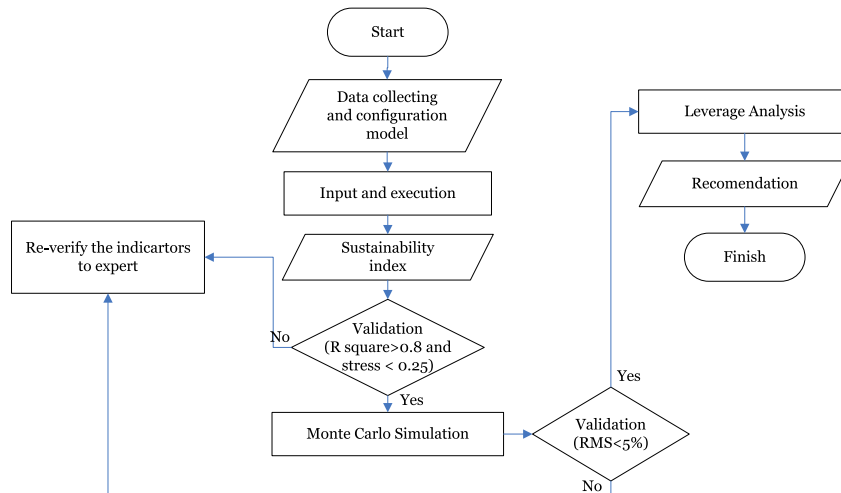 Start
Data collecting
and configuration
model
Input and execution
Sustainability
index
Re-verify the indicartors
to expert
No
Validation
(R square>0.8 and
stress < 0.25)
Yes
Monte Carlo Simulation
Validation
(RMS<5%)
Yes
No
Leverage Analysis
Recomendation
Finish